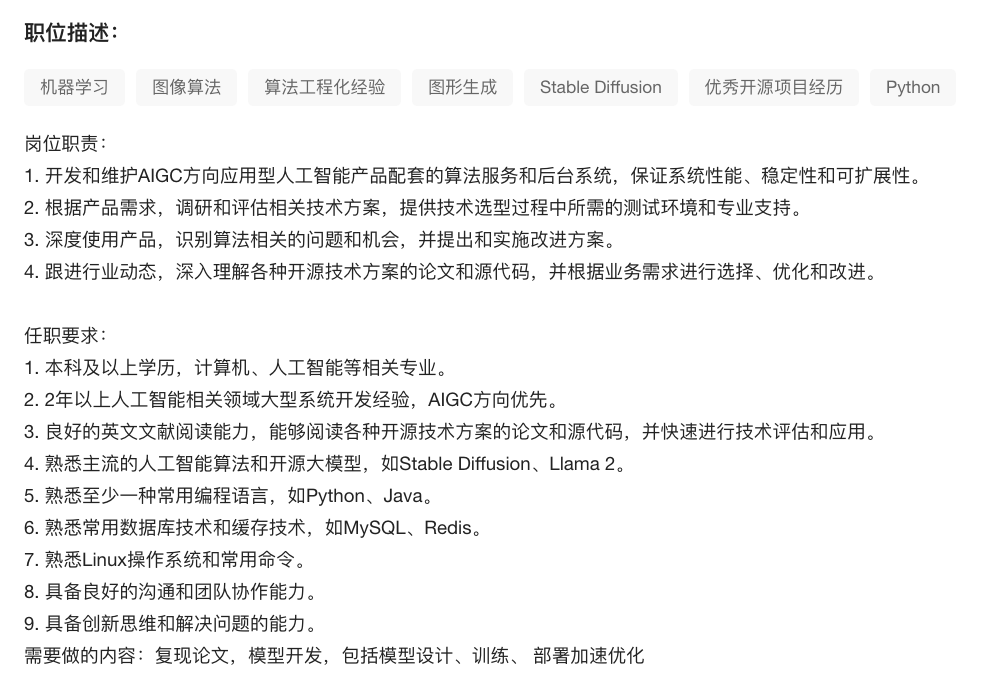 职位描述：
机器学习 图像算法 算法工程化经验 图形生成 Stable Diffusion 优秀开源项目经历 Python
岗位职责：
1. 开发和维护AIGC方向应用型人工智能产品配套的算法服务和后台系统，保证系统性能、稳定性和可扩展性。
2. 根据产品需求，调研和评估相关技术方案，提供技术选型过程中所需的测试环境和专业支持。
3. 深度使用产品，识别算法相关的问题和机会，并提出和实施改进方案。
4. 跟进行业动态，深入理解各种开源技术方案的论文和源代码，并根据业务需求进行选择、优化和改进。
任职要求：
1. 本科及以上学历，计算机、人工智能等相关专业。
2. 2年以上人工智能相关领域大型系统开发经验，AIGC方向优先。
3. 良好的英文文献阅读能力，能够阅读各种开源技术方案的论文和源代码，并快速进行技术评估和应用。
4. 熟悉主流的人工智能算法和开源大模型，如Stable Diffusion、Llama 2。
5. 熟悉至少一种常用编程语言，如Python、Java。
6. 熟悉常用数据库技术和缓存技术，如MySQL、Redis。
7. 熟悉Linux操作系统和常用命令。
8. 具备良好的沟通和团队协作能力。
9. 具备创新思维和解决问题的能力。
需要做的内容：复现论文，模型开发，包括模型设计、训练、 部署加速优化